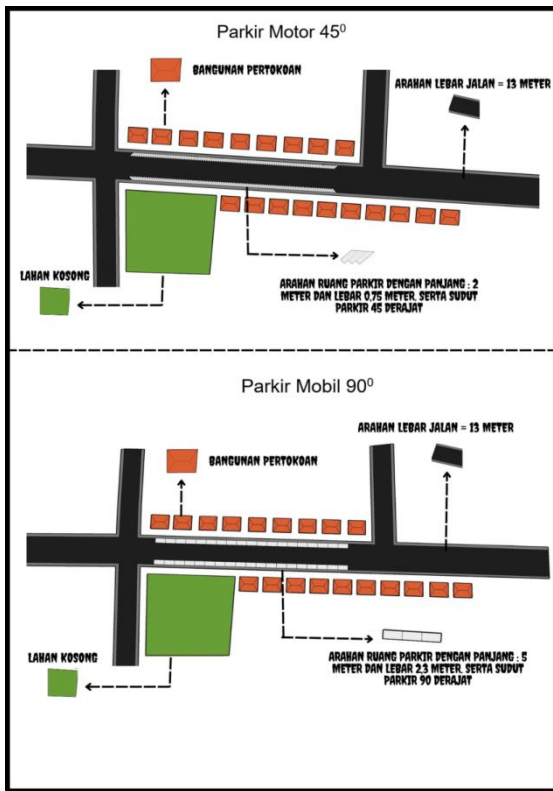 Parkir Motor 45⁰
BANGUNAN PERTOKOAN
ARAHAN LEBAR JALAN = 13 METER
LAHAN KOSONG
ARAHAN RUANG PARKIR DENGAN PANJANG : 2
METER DAN LEBAR 0,75 METER, SERTA SUDUT
PARKIR 45 DERAJAT
Parkir Mobil 90⁰
ARAHAN LEBAR JALAN = 13 METER
BANGUNAN PERTOKOAN
LAHAN KOSONG
ARAHAN RUANG PARKIR DENGAN PANJANG : 5
METER DAN LEBAR 2,3 METER, SERTA SUDUT
PARKIR 90 DERAJAT